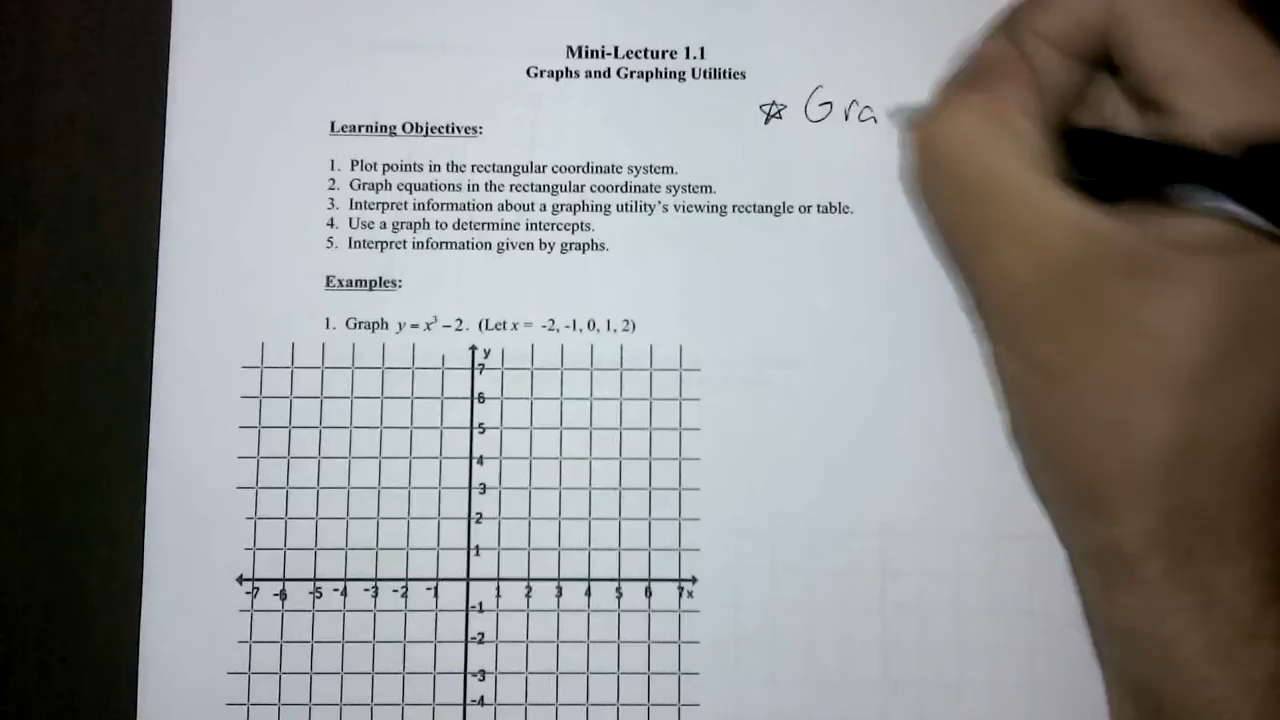 Mini-Lecture 1.1
Graphs and Graphing Utilities
☆ Gra
Learning Objectives:
1. Plot points in the rectangular coordinate system.
2. Graph equations in the rectangular coordinate system.
3. Interpret information about a graphing utility's viewing rectangle or table.
4. Use a graph to determine intercepts.
5. Interpret information given by graphs.
Examples:
1. Graph y = x³ – 2. (Let x = -2, -1, 0, 1, 2)
y
7
6
5
4
3
2
1
-7 -6 -5 -4 -3 -2 -1 1 2 3 4 5 6 7 x
-1
-2
-3
-4